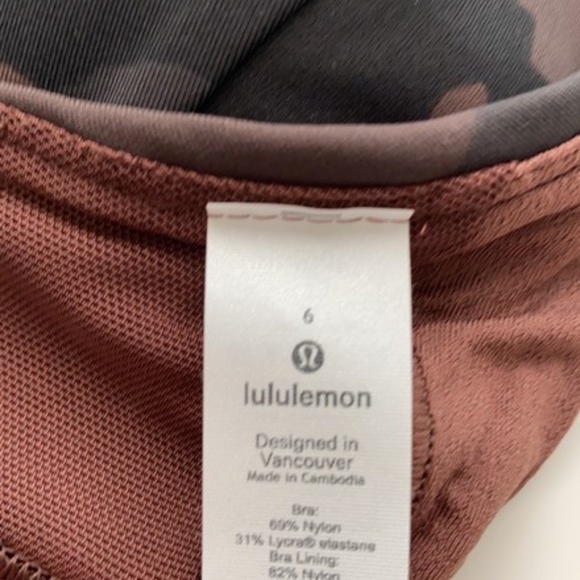 6
lululemon
Designed in
Vancouver
Made in Cambodia
Bra:
69% Nylon
31% Lycra® elastane
Bra Lining:
82% Nylon